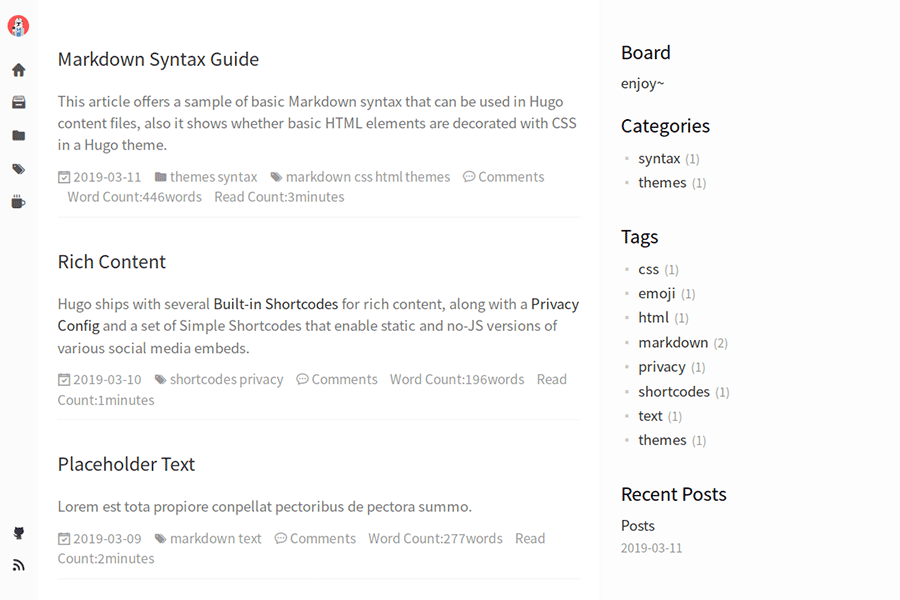 Markdown Syntax Guide
This article offers a sample of basic Markdown syntax that can be used in Hugo
content files, also it shows whether basic HTML elements are decorated with CSS
in a Hugo theme.
2019-03-11 themes syntax markdown css html themes Comments
Word Count:446words Read Count:3minutes
Rich Content
Hugo ships with several Built-in Shortcodes for rich content, along with a Privacy
Config and a set of Simple Shortcodes that enable static and no-JS versions of
various social media embeds.
2019-03-10 shortcodes privacy Comments Word Count:196words Read
Count:1minutes
Placeholder Text
Lorem est tota propiore conpellat pectoribus de pectora summo.
2019-03-09 markdown text Comments Word Count:277words Read
Count:2minutes
Board
enjoy~
Categories
syntax (1)
themes (1)
Tags
css (1)
emoji (1)
html (1)
markdown (2)
privacy (1)
shortcodes (1)
text (1)
themes (1)
Recent Posts
Posts
2019-03-11